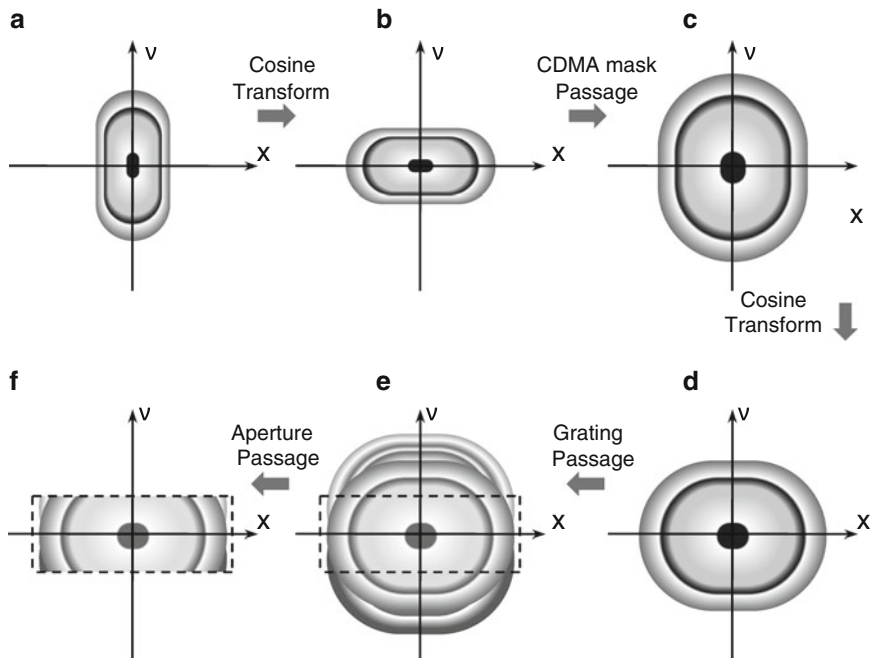 a
b
c
ν
Cosine
Transform
X
ν
CDMA mask
Passage
X
ν
X
Cosine
Transform
f
e
d
ν
Aperture
Passage
X
ν
Grating
Passage
X
ν
X